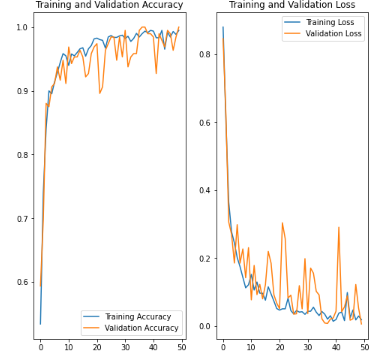 Training and Validation Accuracy
1.0
0.9
0.8
0.7
0.6
0 10 20 30 40 50
Training Accuracy
Validation Accuracy
Training and Validation Loss
Training Loss
Validation Loss
0.8
0.6
0.4
0.2
0.0
0 10 20 30 40 50